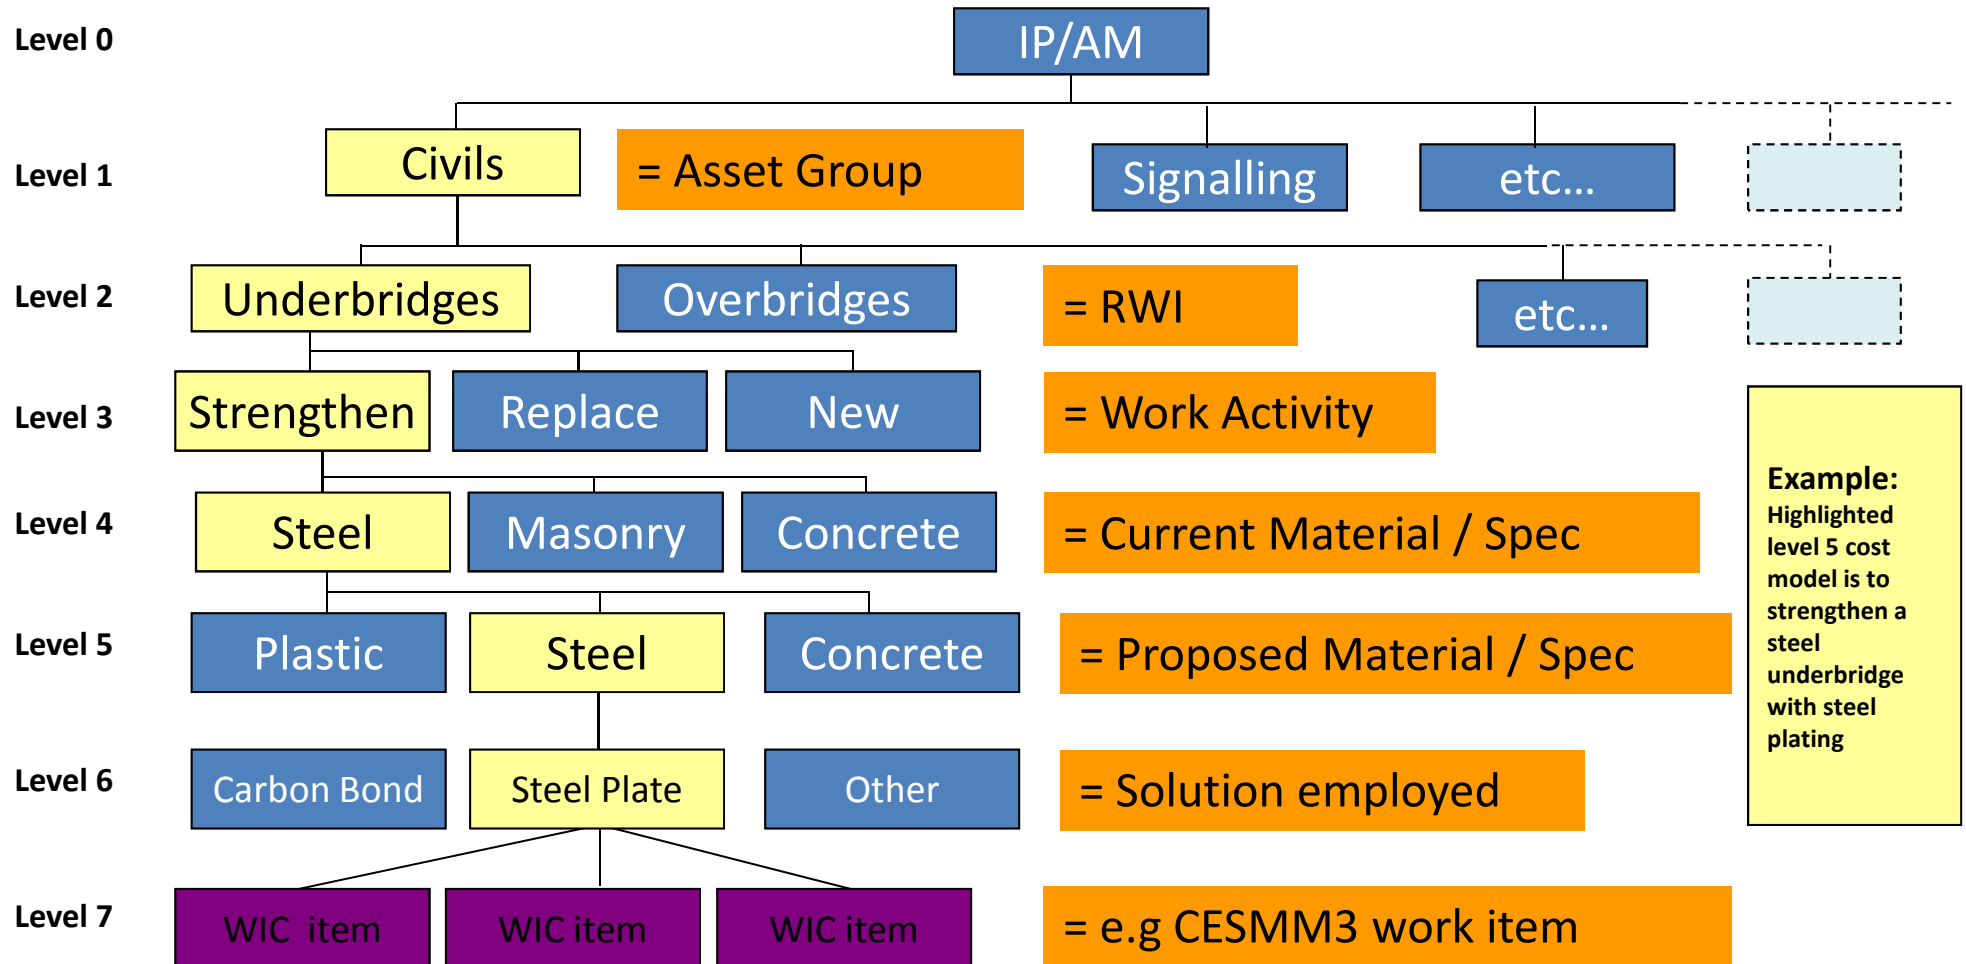 Level 0
IP/AM
Level 1
Civils
= Asset Group
Signalling
etc...
Level 2
Underbridges
Overbridges
= RWI
etc...
Level 3
Strengthen
Replace
New
= Work Activity
Level 4
Steel
Masonry
Concrete
= Current Material / Spec
Level 5
Plastic
Steel
Concrete
= Proposed Material / Spec
Level 6
Carbon Bond
Steel Plate
Other
= Solution employed
Level 7
WIC item
WIC item
WIC item
= e.g CESMM3 work item
Example:
Highlighted
level 5 cost
model is to
strengthen a
steel
underbridge
with steel
plating